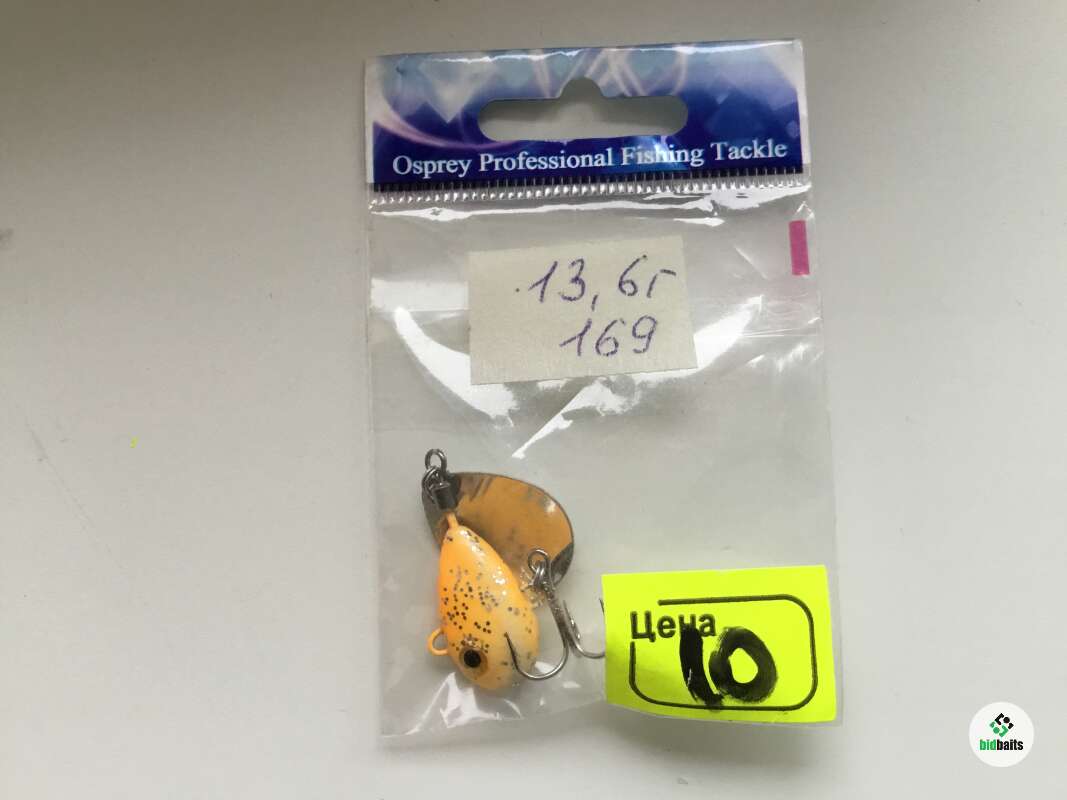 Osprey Professional Fishing Tackle
13,6г
169
Цена
10
bidbaits